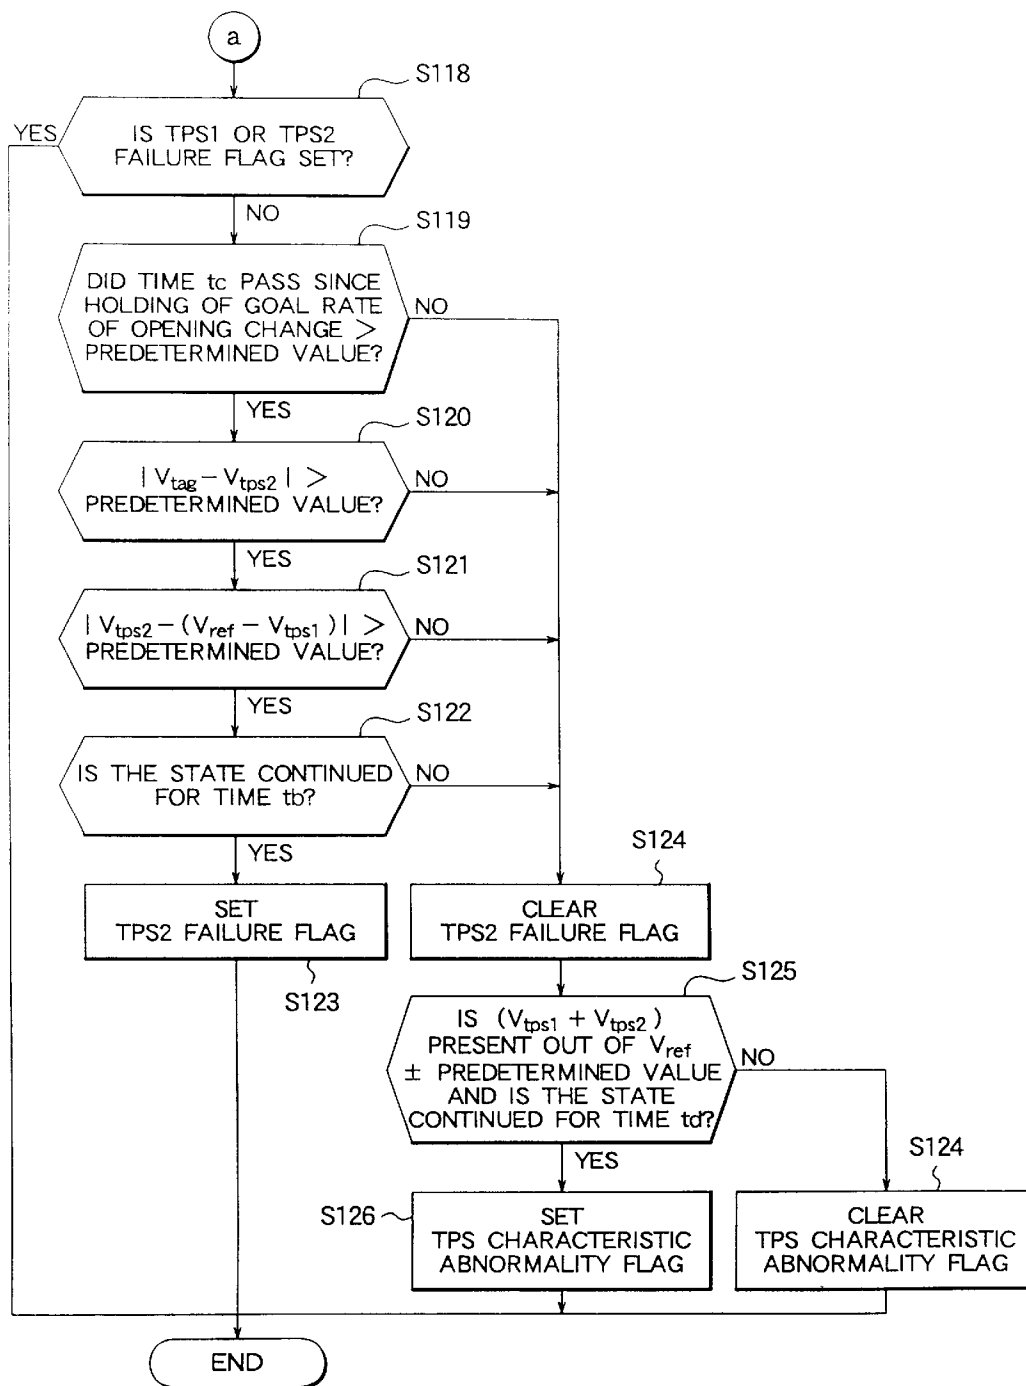 a
S118
YES
IS TPS1 OR TPS2
FAILURE FLAG SET?
NO
S119
DID TIME tc PASS SINCE
HOLDING OF GOAL RATE
OF OPENING CHANGE >
PREDETERMINED VALUE?
NO
YES
S120
| Vtag − Vtps2 | >
PREDETERMINED VALUE?
NO
YES
S121
| Vtps2 − (Vref − Vtps1) | >
PREDETERMINED VALUE?
NO
YES
S122
IS THE STATE CONTINUED
FOR TIME tb?
NO
YES
SET
TPS2 FAILURE FLAG
S123
S124
CLEAR
TPS2 FAILURE FLAG
S125
IS (Vtps1 + Vtps2)
PRESENT OUT OF Vref
± PREDETERMINED VALUE
AND IS THE STATE
CONTINUED FOR TIME td?
NO
YES
S126
SET
TPS CHARACTERISTIC
ABNORMALITY FLAG
S124
CLEAR
TPS CHARACTERISTIC
ABNORMALITY FLAG
END